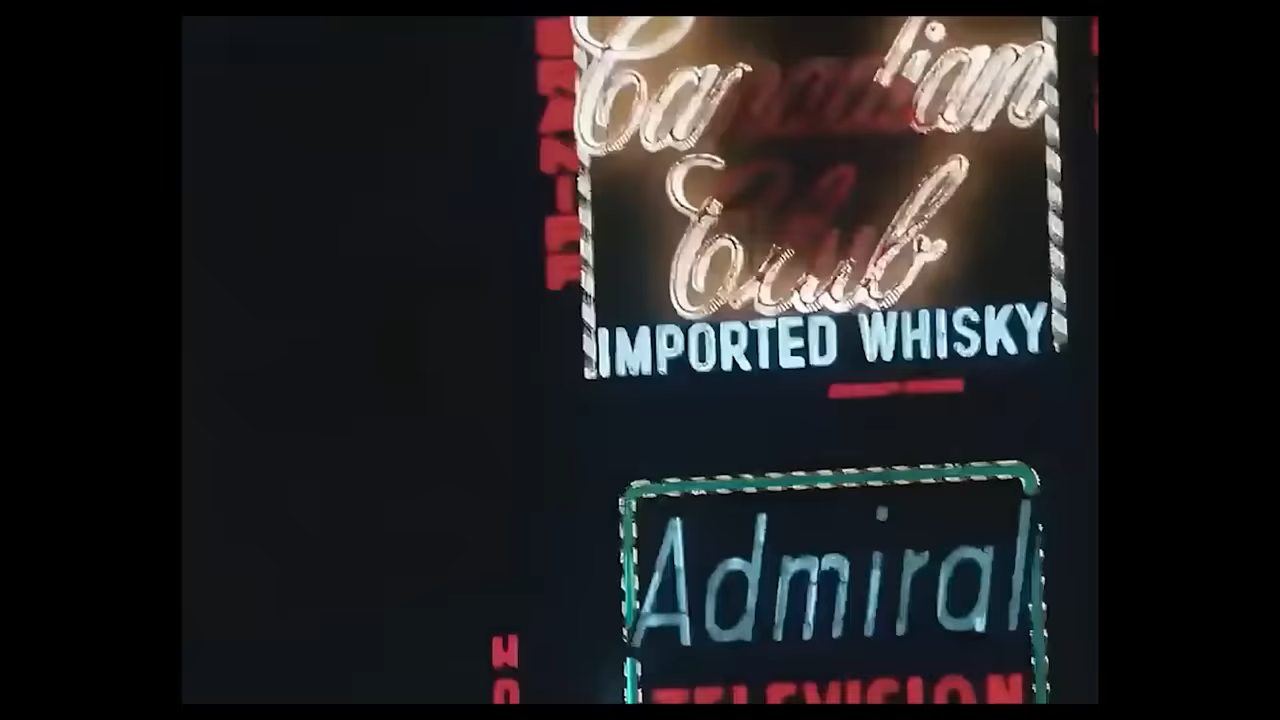 Canadian
Club
IMPORTED WHISKY
Admiral
TELEVISION